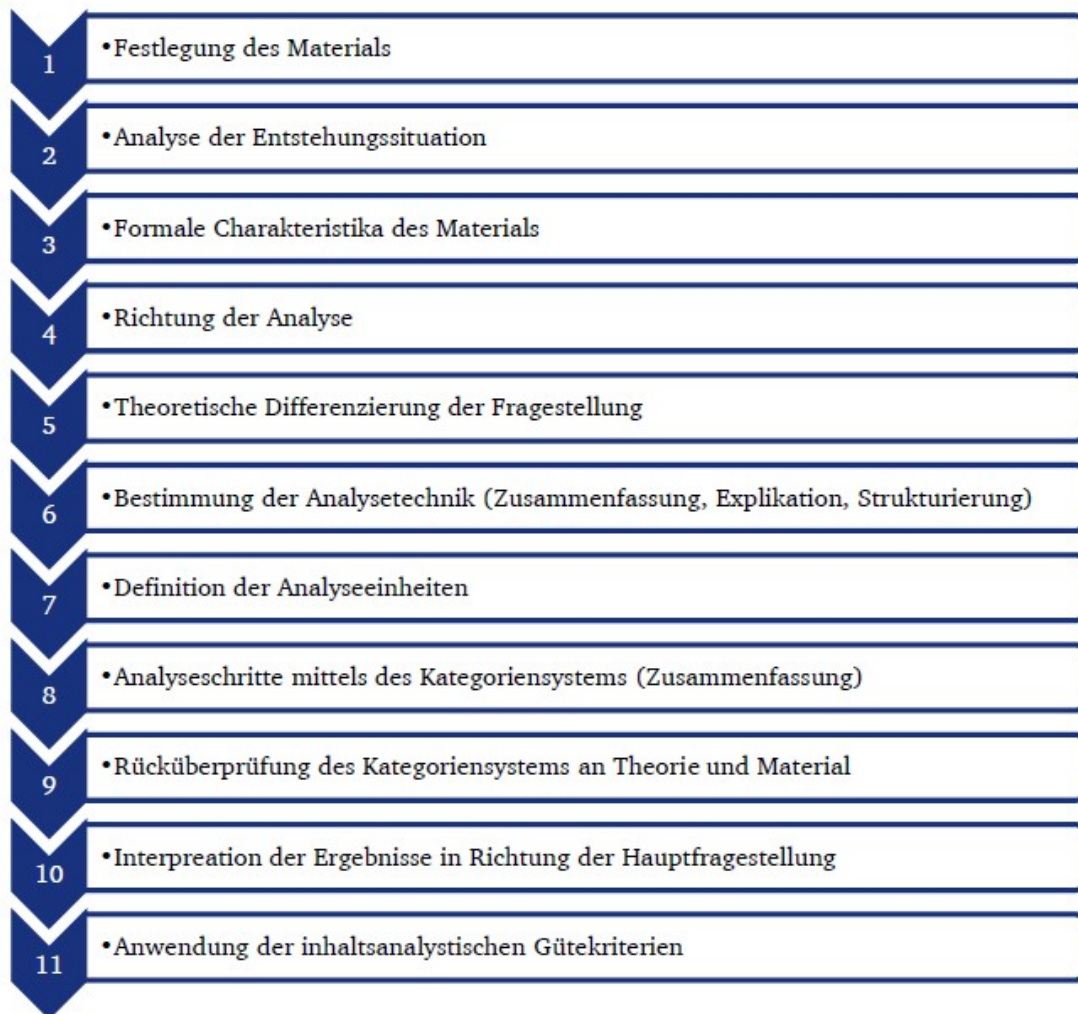 1
•Festlegung des Materials
2
•Analyse der Entstehungssituation
3
•Formale Charakteristika des Materials
4
•Richtung der Analyse
5
•Theoretische Differenzierung der Fragestellung
6
•Bestimmung der Analysetechnik (Zusammenfassung, Explikation, Strukturierung)
7
•Definition der Analyseeinheiten
8
•Analyseschritte mittels des Kategoriensystems (Zusammenfassung)
9
•Rücküberprüfung des Kategoriensystems an Theorie und Material
10
•Interpreation der Ergebnisse in Richtung der Hauptfragestellung
11
•Anwendung der inhaltsanalystischen Gütekriterien